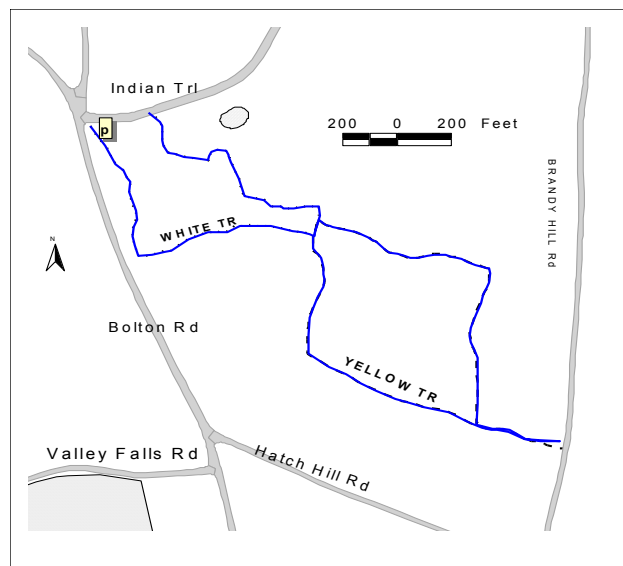 Indian Trl
p
200 0 200 Feet
BRANDY HILL Rd
WHITE TR
N
Bolton Rd
YELLOW TR
Valley Falls Rd
Hatch Hill Rd